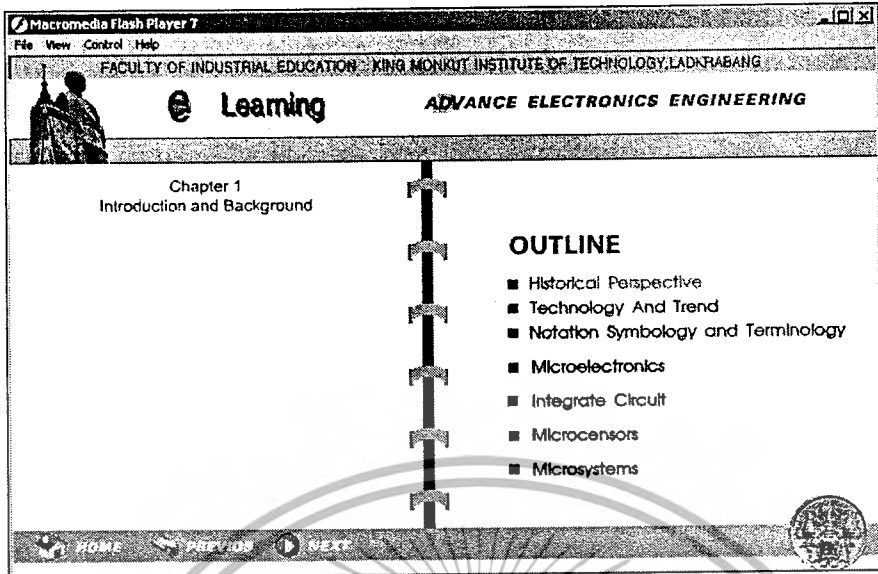 Macromedia Flash Player 7
File View Control Help
FACULTY OF INDUSTRIAL EDUCATION : KING MONKUT INSTITUTE OF TECHNOLOGY, LADKRABANG
e Learning
ADVANCE ELECTRONICS ENGINEERING
Chapter 1
Introduction and Background
OUTLINE
■ Historical Perspective
■ Technology And Trend
■ Notation Symbology and Terminology
■ Microelectronics
■ Integrate Circuit
■ Microcensors
■ Microsystems
HOME PREVIOS NEXT